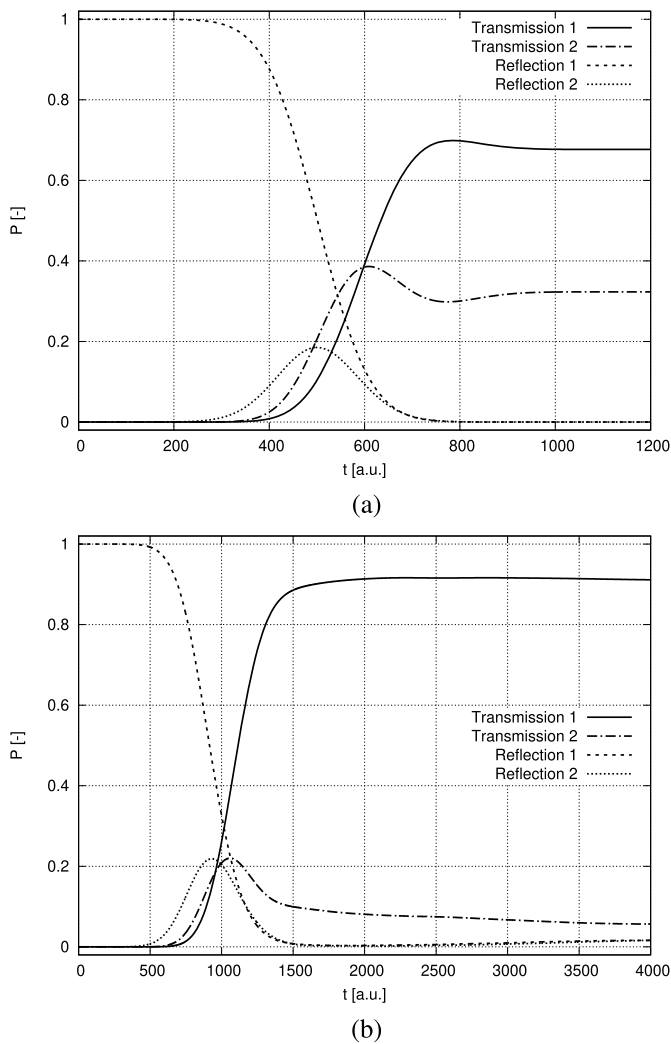 1
0.8
0.6
0.4
0.2
0
P [-]
Transmission 1
Transmission 2
Reflection 1
Reflection 2
0 200 400 600 800 1000 1200
t [a.u.]
(a)
1
0.8
0.6
0.4
0.2
0
P [-]
Transmission 1
Transmission 2
Reflection 1
Reflection 2
0 500 1000 1500 2000 2500 3000 3500 4000
t [a.u.]
(b)